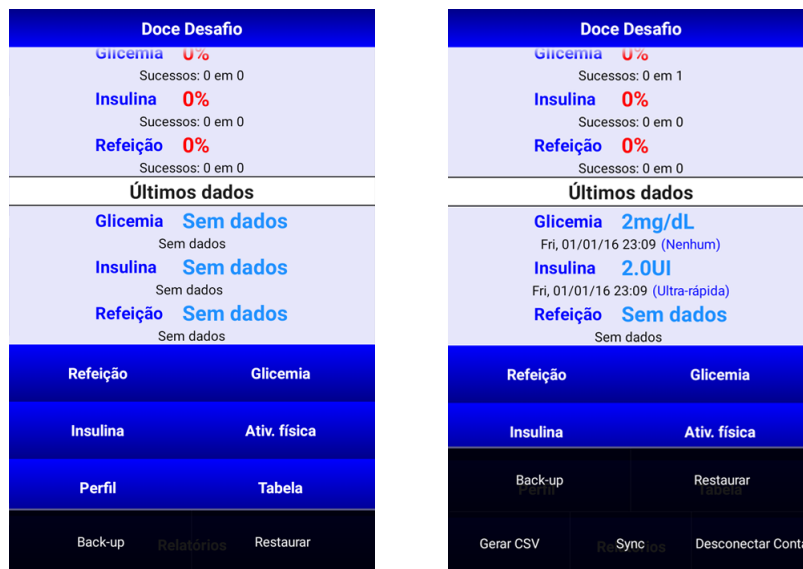 Doce Desafio
Glicemia 0%
Sucessos: 0 em 0
Insulina 0%
Sucessos: 0 em 0
Refeição 0%
Sucessos: 0 em 0
Últimos dados
Glicemia Sem dados
Sem dados
Insulina Sem dados
Sem dados
Refeição Sem dados
Sem dados
Refeição Glicemia
Insulina Ativ. física
Perfil Tabela
Back-up Relatórios Restaurar
Doce Desafio
Glicemia 0%
Sucessos: 0 em 1
Insulina 0%
Sucessos: 0 em 0
Refeição 0%
Sucessos: 0 em 0
Últimos dados
Glicemia 2mg/dL
Fri, 01/01/16 23:09 (Nenhum)
Insulina 2.0UI
Fri, 01/01/16 23:09 (Ultra-rápida)
Refeição Sem dados
Sem dados
Refeição Glicemia
Insulina Ativ. física
Back-up Restaurar
Perfil Tabela
Gerar CSV Sync Desconectar Conta
Relatórios